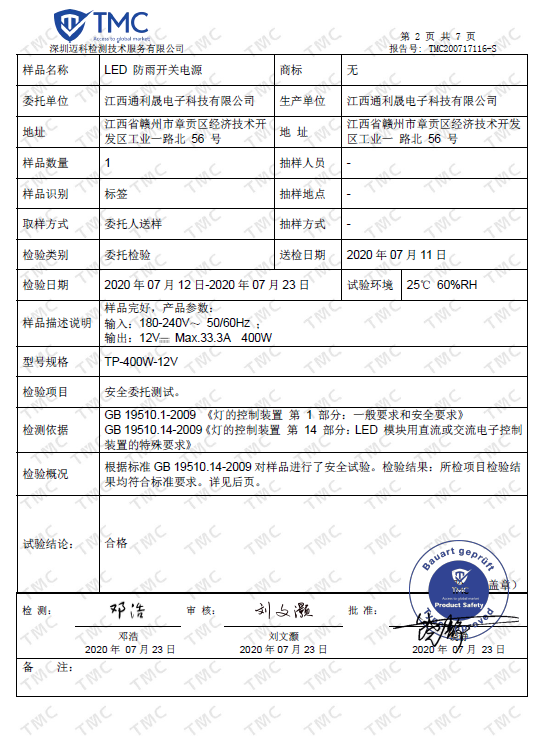 TMC
Access to global market
深圳迈科检测技术服务有限公司
第 2 页 共 7 页
报告号: TMC200717116-S
样品名称 LED 防雨开关电源 商标 无
委托单位 江西通利晟电子科技有限公司 生产单位 江西通利晟电子科技有限公司
地址 江西省赣州市章贡区经济技术开 地 址 江西省赣州市章贡区经济技术开发
发区工业一路北 56 号 区工业一 路北 56 号
样品数量 1 抽样人员 -
样品识别 标签 抽样地点 -
取样方式 委托人送样 抽样方式 -
检验类别 委托检验 送检日期 2020 年 07 月 11 日
检验日期 2020 年 07 月 12 日-2020 年 07 月 23 日 试验环境 25℃ 60%RH
样品描述说明 样品完好，产品参数:
输入: 180-240V～ 50/60Hz ;
输出: 12V⎓ Max.33.3A 400W
型号规格 TP-400W-12V
检验项目 安全委托测试。
检测依据 GB 19510.1-2009 《灯的控制装置 第 1 部分: 一般要求和安全要求》
GB 19510.14-2009《灯的控制装置 第 14 部分: LED 模块用直流或交流电子控制
装置的特殊要求》
检验概况 根据标准 GB 19510.14-2009 对样品进行了安全试验。检验结果: 所检项目检验结
果均符合标准要求。详见后页。
试验结论: 合格
Bauart geprüft
TMC
Access to global market
Product Safety
盖章)
检 测: 邓浩 审 核: 刘文灏 批 准:
邓浩 刘文灏
2020 年 07 月 23 日 2020 年 07 月 23 日 2020 年 07 月 23 日
备 注: